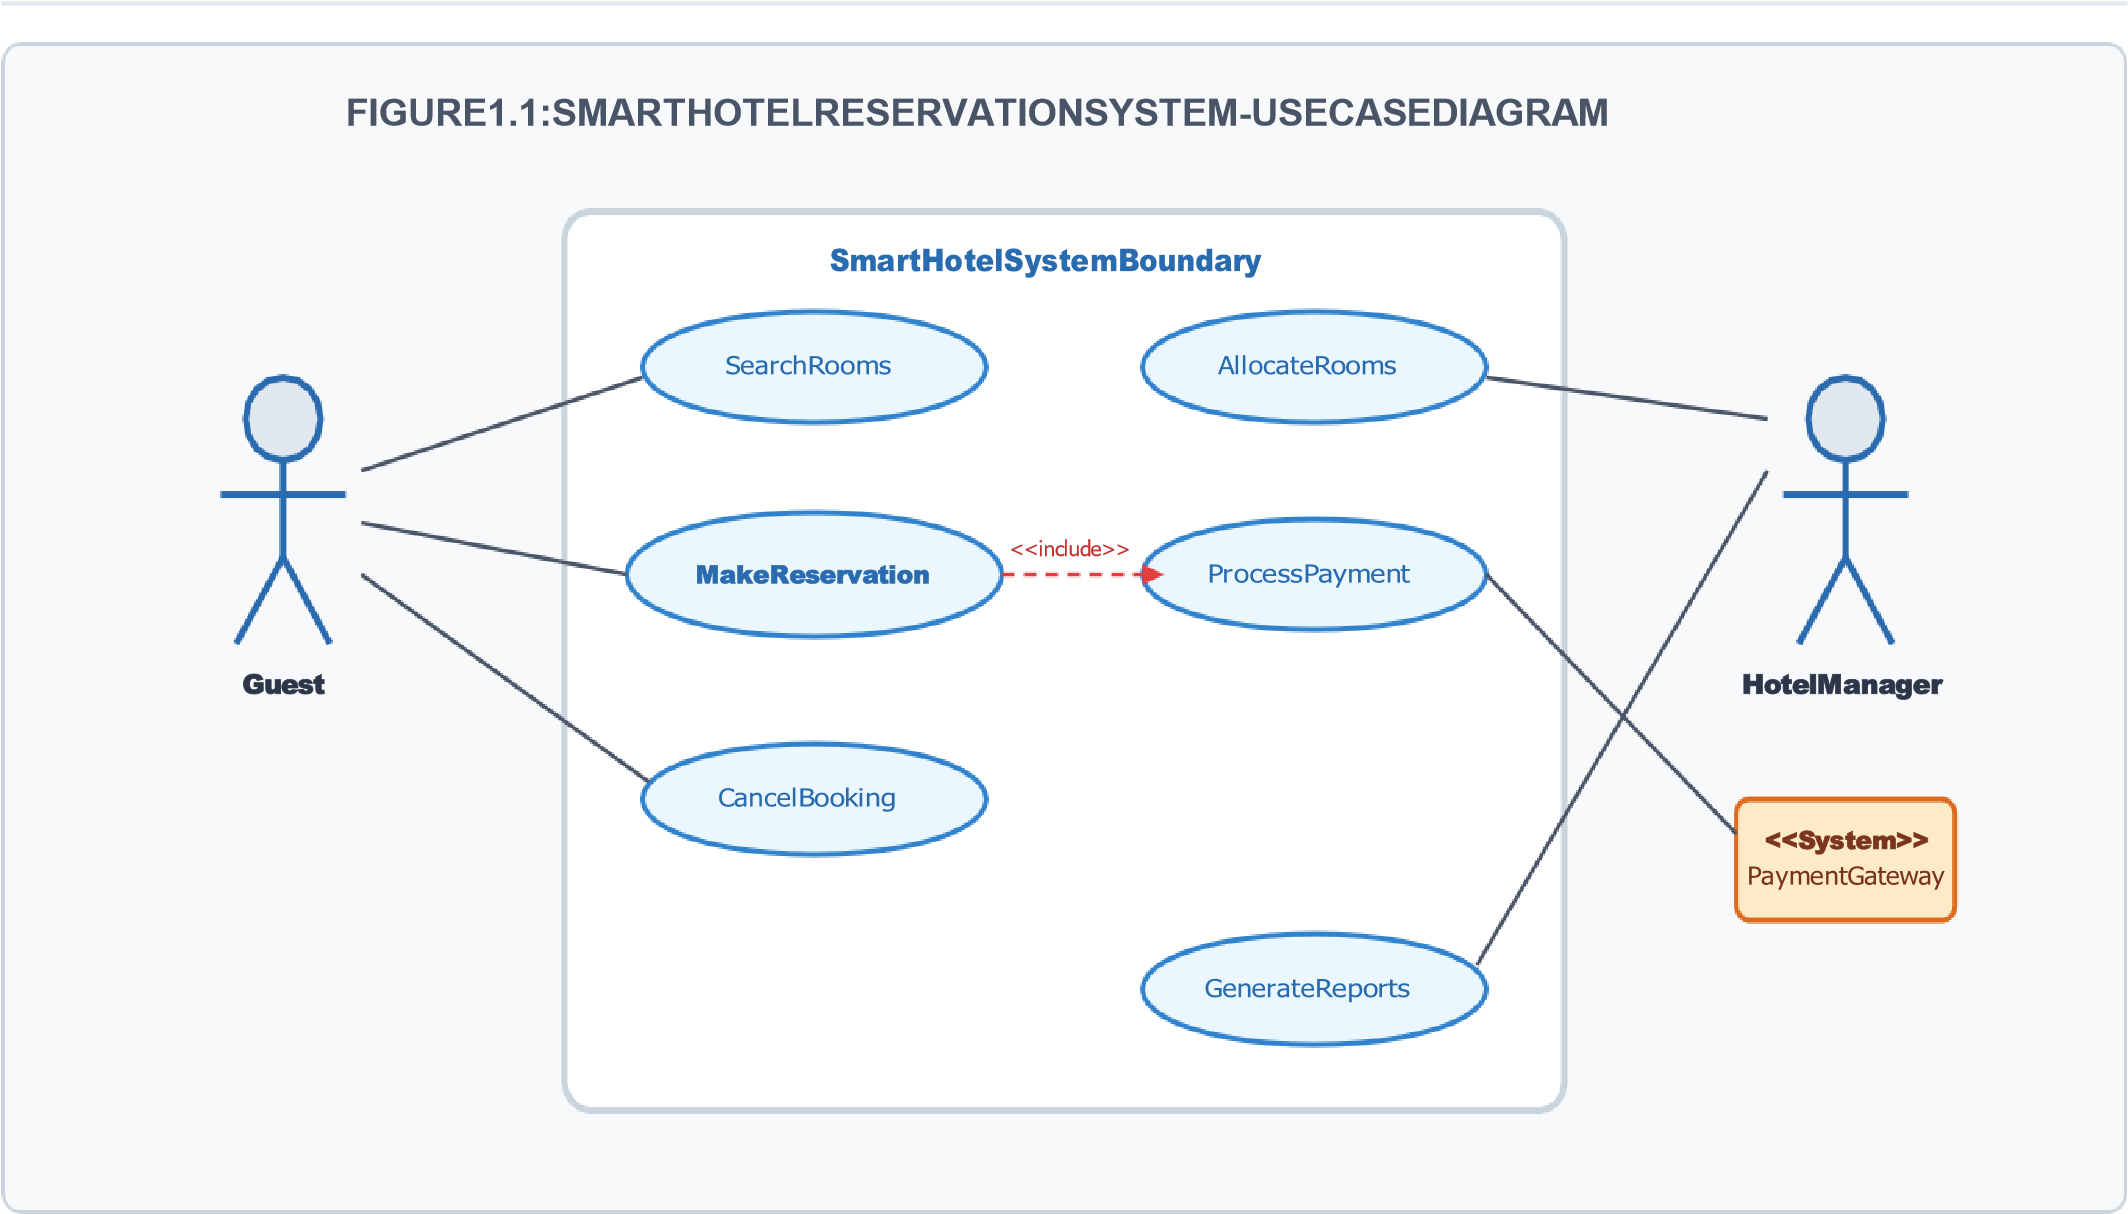 FIGURE1.1:SMARTHOTELRESERVATIONSYSTEM-USECASEDIAGRAM
SmartHotelSystemBoundary
SearchRooms
AllocateRooms
<<include>>
MakeReservation
ProcessPayment
Guest
HotelManager
CancelBooking
<<System>>
PaymentGateway
GenerateReports